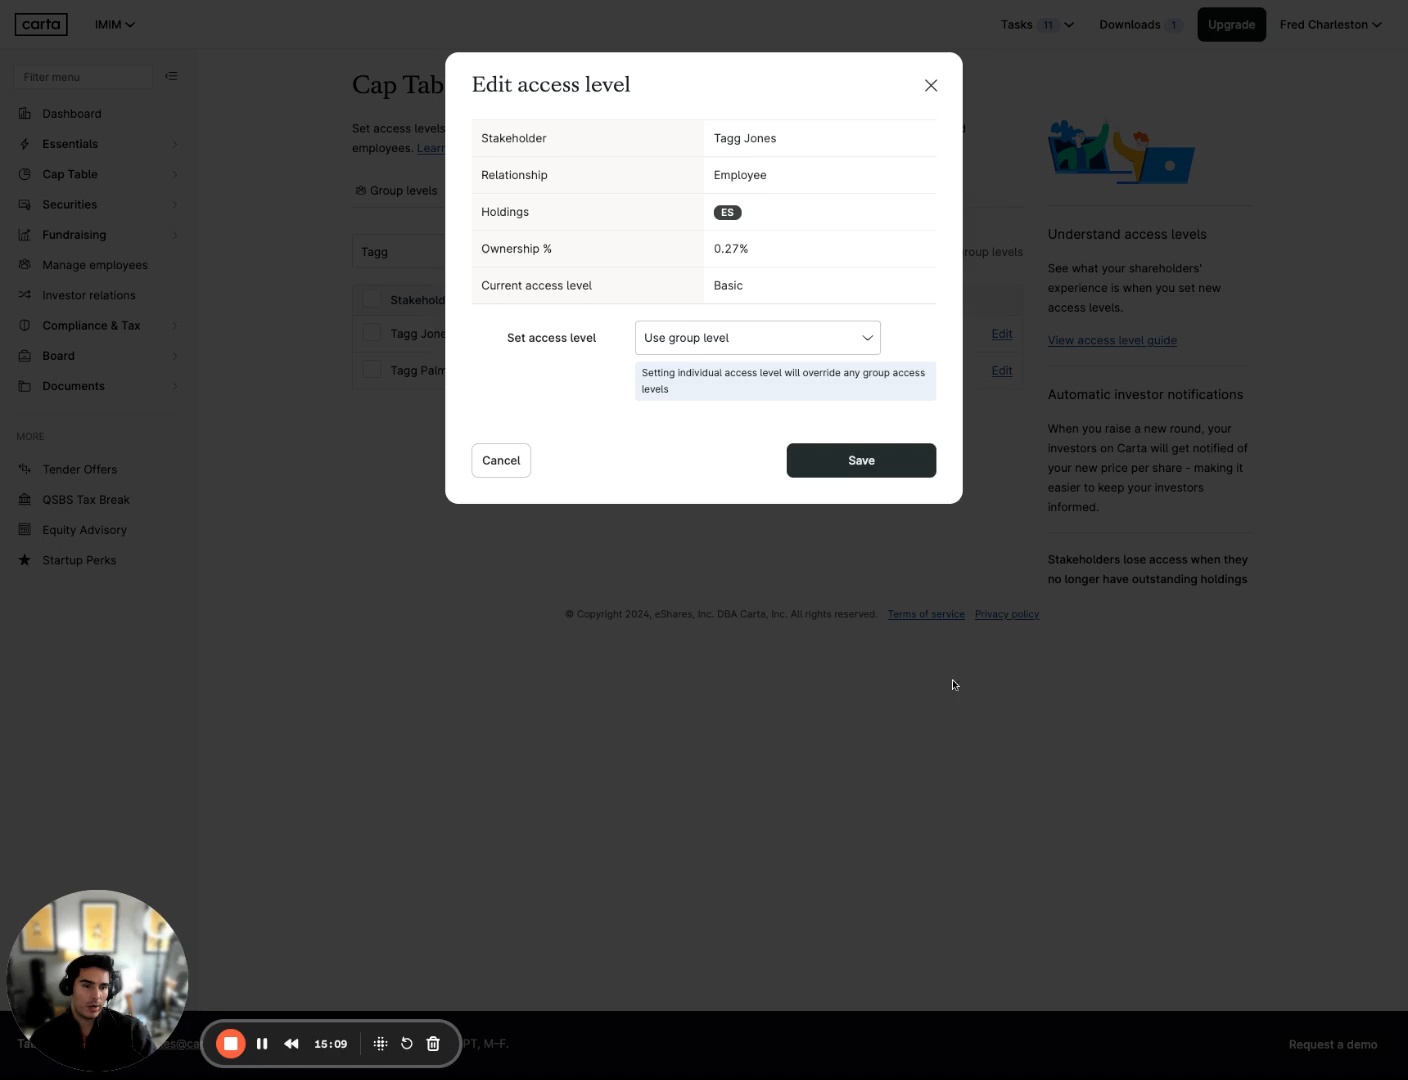 carta
IMIM
Tasks 11
Downloads 1
Upgrade
Fred Charleston
Filter menu
Dashboard
Essentials
Cap Table
Securities
Fundraising
Manage employees
Investor relations
Compliance & Tax
Board
Documents
MORE
Tender Offers
QSBS Tax Break
Equity Advisory
Startup Perks
Cap Tab
Set access levels
employees. Learn
Group levels
Tagg
roup levels
Stakehold
Tagg Jone
Edit
Tagg Palm
Edit
Edit access level
Stakeholder Tagg Jones
Relationship Employee
Holdings ES
Ownership % 0.27%
Current access level Basic
Set access level Use group level
Setting individual access level will override any group access
levels
Cancel
Save
Understand access levels
See what your shareholders'
experience is when you set new
access levels.
View access level guide
Automatic investor notifications
When you raise a new round, your
investors on Carta will get notified of
your new price per share - making it
easier to keep your investors
informed.
Stakeholders lose access when they
no longer have outstanding holdings
© Copyright 2024, eShares, Inc. DBA Carta, Inc. All rights reserved. Terms of service Privacy policy
15:09
PT, M–F.
Request a demo